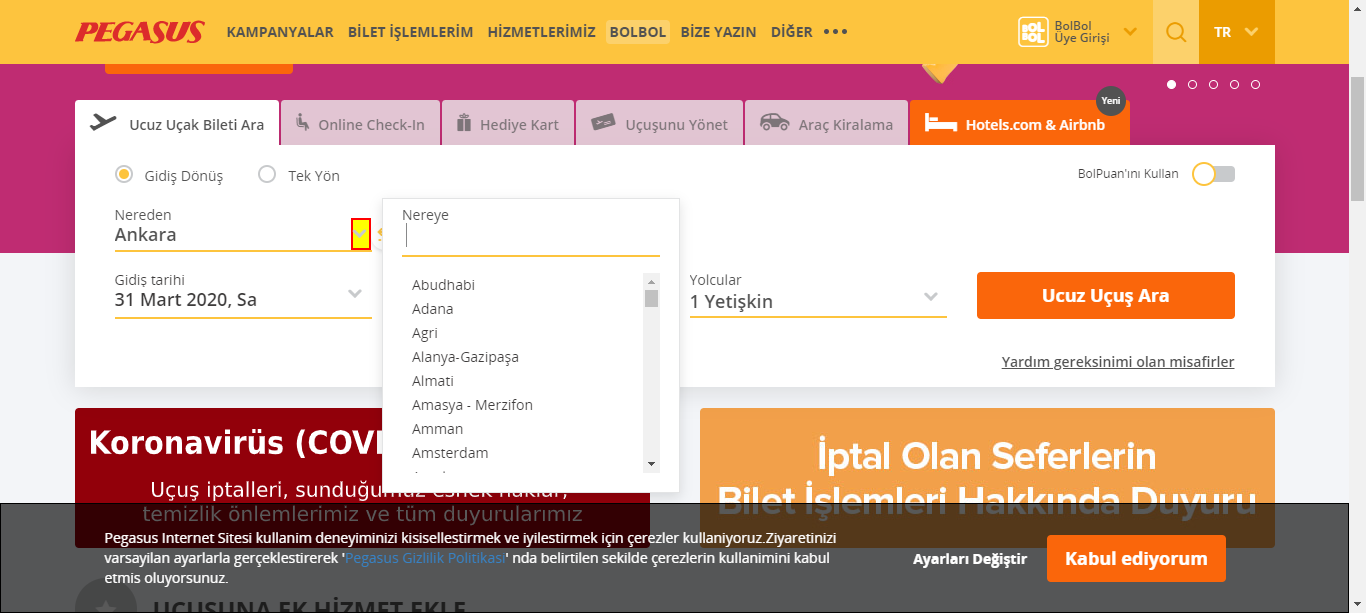 PEGASUS KAMPANYALAR BİLET İŞLEMLERİM HİZMETLERİMİZ BOLBOL BİZE YAZIN DİĞER
BOL BOL
BolBol
Üye Girişi
TR
Yeni
Ucuz Uçak Bileti Ara
Online Check-In
Hediye Kart
Uçuşunu Yönet
Araç Kiralama
Hotels.com & Airbnb
Gidiş Dönüş
Tek Yön
BolPuan'ını Kullan
Nereden
Ankara
Nereye
Gidiş tarihi
31 Mart 2020, Sa
Abudhabi
Adana
Agri
Alanya-Gazipaşa
Almati
Amasya - Merzifon
Amman
Amsterdam
Yolcular
1 Yetişkin
Ucuz Uçuş Ara
Yardım gereksinimi olan misafirler
Koronavirüs (COVI
Uçuş iptalleri, sunduğumuz esnek haklar,
temizlik önlemlerimiz ve tüm duyurularımız
İptal Olan Seferlerin
Bilet İşlemleri Hakkında Duyuru
Pegasus Internet Sitesi kullanim deneyiminizi kisisellestirmek ve iyilestirmek için çerezler kullaniyoruz.Ziyaretinizi
varsayilan ayarlarla gerçeklestirerek 'Pegasus Gizlilik Politikasi' nda belirtilen sekilde çerezlerin kullanimini kabul
etmis oluyorsunuz.
Ayarları Değiştir
Kabul ediyorum
UÇUŞUNA EK HİZMET EKLE